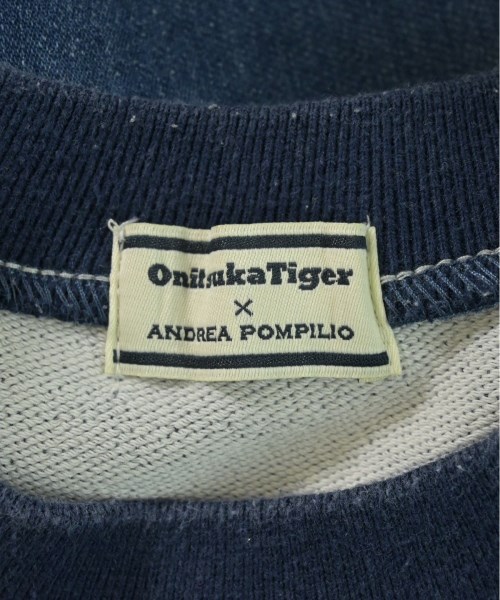 OnitsukaTiger
×
ANDREA POMPILIO